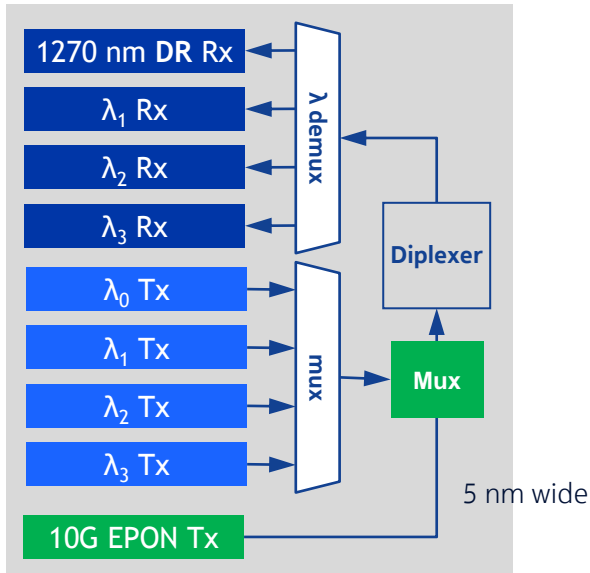 1270 nm DR Rx
λ₁ Rx
λ₂ Rx
λ₃ Rx
λ demux
Diplexer
λ₀ Tx
λ₁ Tx
λ₂ Tx
λ₃ Tx
mux
Mux
5 nm wide
10G EPON Tx